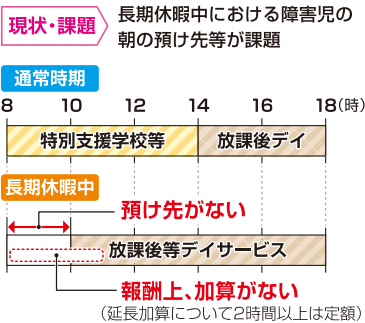 現状・課題
長期休暇中における障害児の
朝の預け先等が課題
通常時期
8 10 12 14 16 18(時)
特別支援学校等 放課後デイ
長期休暇中
預け先がない
放課後等デイサービス
報酬上、加算がない
(延長加算について2時間以上は定額)